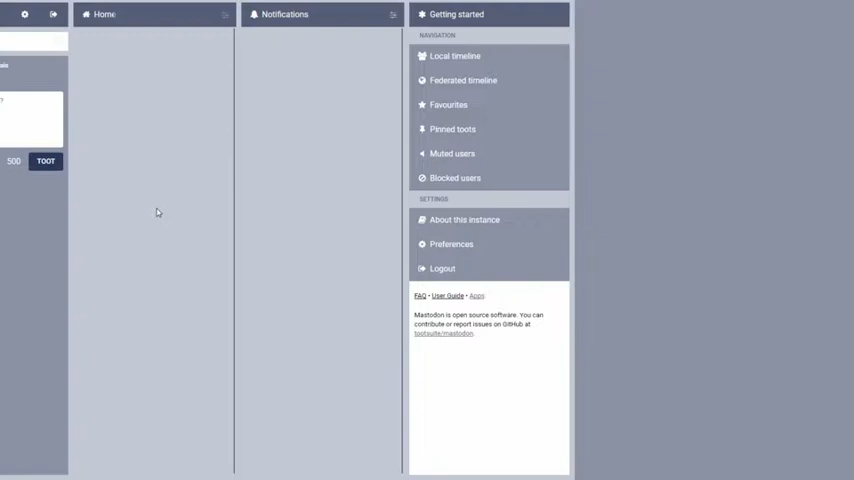 Home
Notifications
Getting started
NAVIGATION
Local timeline
Federated timeline
Favourites
Pinned toots
Muted users
Blocked users
500 TOOT
SETTINGS
About this instance
Preferences
Logout
FAQ • User Guide • Apps
Mastodon is open source software. You can
contribute or report issues on GitHub at
tootsuite/mastodon.